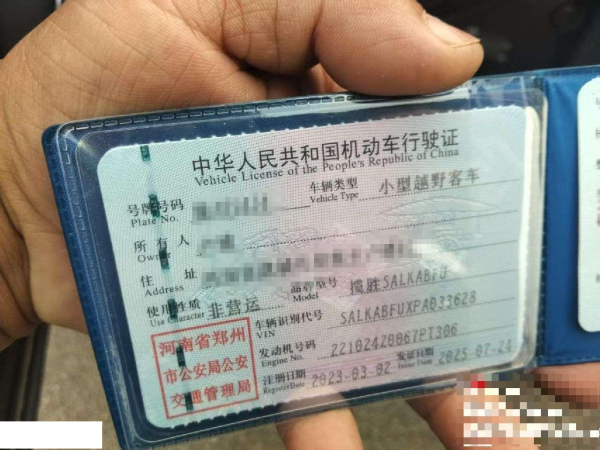 中华人民共和国机动车行驶证
Vehicle License of the People's Republic of China
号牌号码
Plate No.
车辆类型 小型越野客车
Vehicle Type
所有人
Owner
住址
Address
使用性质 非营运
Use Character
品牌型号 揽胜SALKABFU
Model
车辆识别代号 SALKABFUXPA033628
VIN
发动机号码 22102420067PT306
Engine No.
河南省郑州
市公安局公安
交通管理局
注册日期 2023-03-02
Register Date
发证日期 2025-07-24
Issue Date